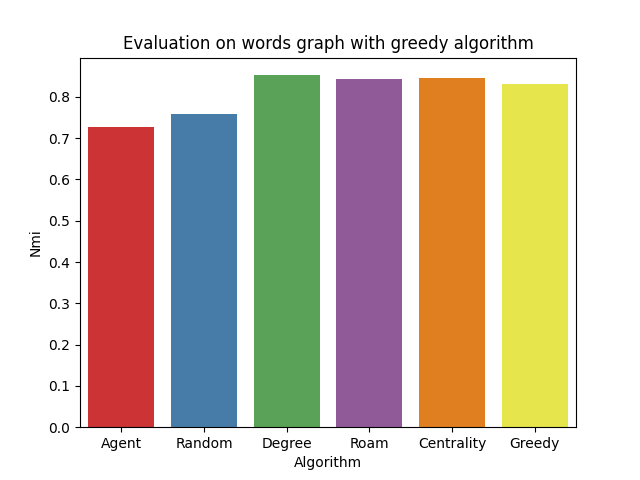 Evaluation on words graph with greedy algorithm
0.8
0.7
0.6
0.5
0.4
0.3
0.2
0.1
0.0
Nmi
Agent Random Degree Roam Centrality Greedy
Algorithm